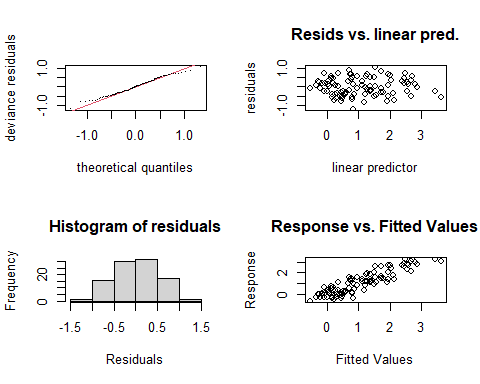 deviance residuals
-1.0 1.0
-1.0 0.0 1.0
theoretical quantiles
Resids vs. linear pred.
residuals
-1.0 1.0
0 1 2 3
linear predictor
Histogram of residuals
Frequency
0 20
-1.5 -0.5 0.5 1.5
Residuals
Response vs. Fitted Values
Response
0 2
0 1 2 3
Fitted Values